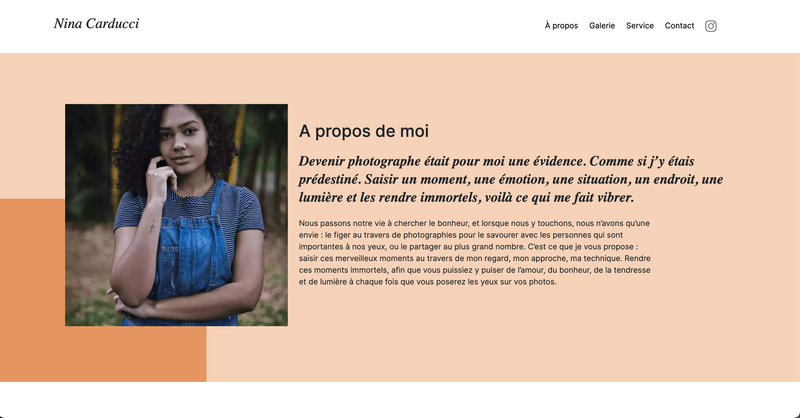 Nina Carducci
À propos
Galerie
Service
Contact
A propos de moi
Devenir photographe était pour moi une évidence. Comme si j’y étais
prédestiné. Saisir un moment, une émotion, une situation, un endroit, une
lumière et les rendre immortels, voilà ce qui me fait vibrer.
Nous passons notre vie à chercher le bonheur, et lorsque nous y touchons, nous n’avons qu’une
envie : le figer au travers de photographies pour le savourer avec les personnes qui sont
importantes à nos yeux, ou le partager au plus grand nombre. C’est ce que je vous propose :
saisir ces merveilleux moments au travers de mon regard, mon approche, ma technique. Rendre
ces moments immortels, afin que vous puissiez y puiser de l’amour, du bonheur, de la tendresse
et de lumière à chaque fois que vous poserez les yeux sur vos photos.